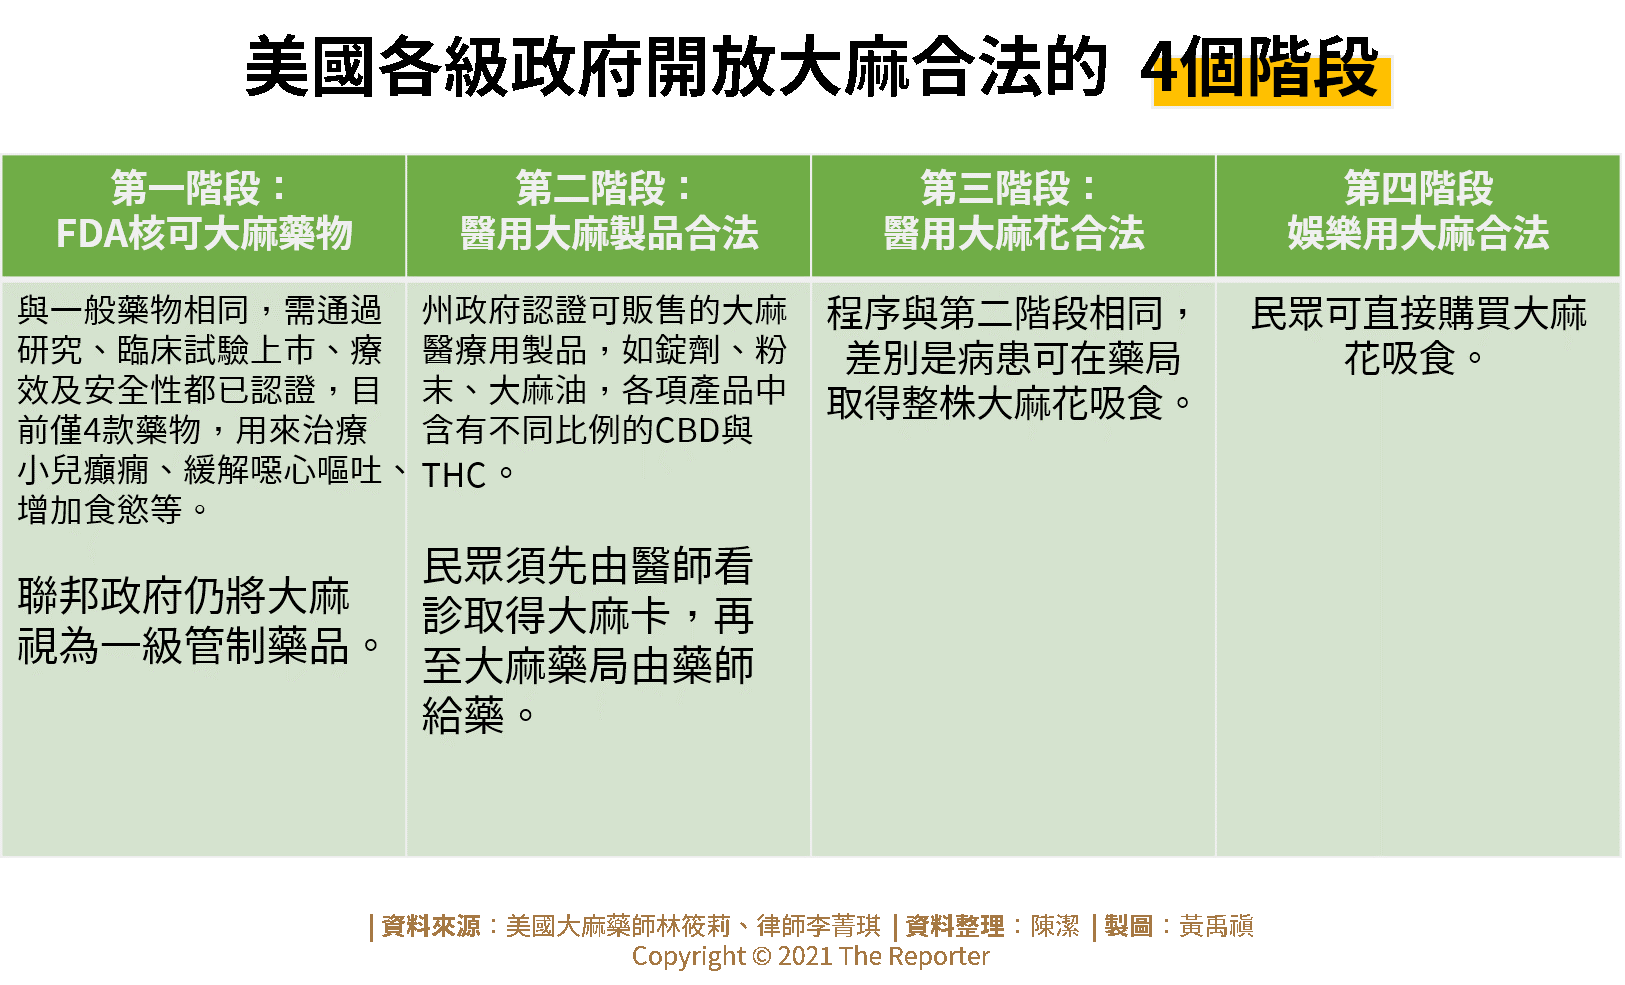 美國各級政府開放大麻合法的 4個階段
第一階段：
FDA核可大麻藥物
第二階段：
醫用大麻製品合法
第三階段：
醫用大麻花合法
第四階段
娛樂用大麻合法
與一般藥物相同，需通過
研究、臨床試驗上市、療
效及安全性都已認證，目
前僅4款藥物，用來治療
小兒癲癇、緩解噁心嘔吐、
增加食慾等。
聯邦政府仍將大麻
視為一級管制藥品。
州政府認證可販售的大麻
醫療用製品，如錠劑、粉
末、大麻油，各項產品中
含有不同比例的CBD與
THC。
民眾須先由醫師看
診取得大麻卡，再
至大麻藥局由藥師
給藥。
程序與第二階段相同，
差別是病患可在藥局
取得整株大麻花吸食。
民眾可直接購買大麻
花吸食。
| 資料來源：美國大麻藥師林筱莉、律師李菁琪 | 資料整理：陳潔 | 製圖：黃禹禛
Copyright © 2021 The Reporter